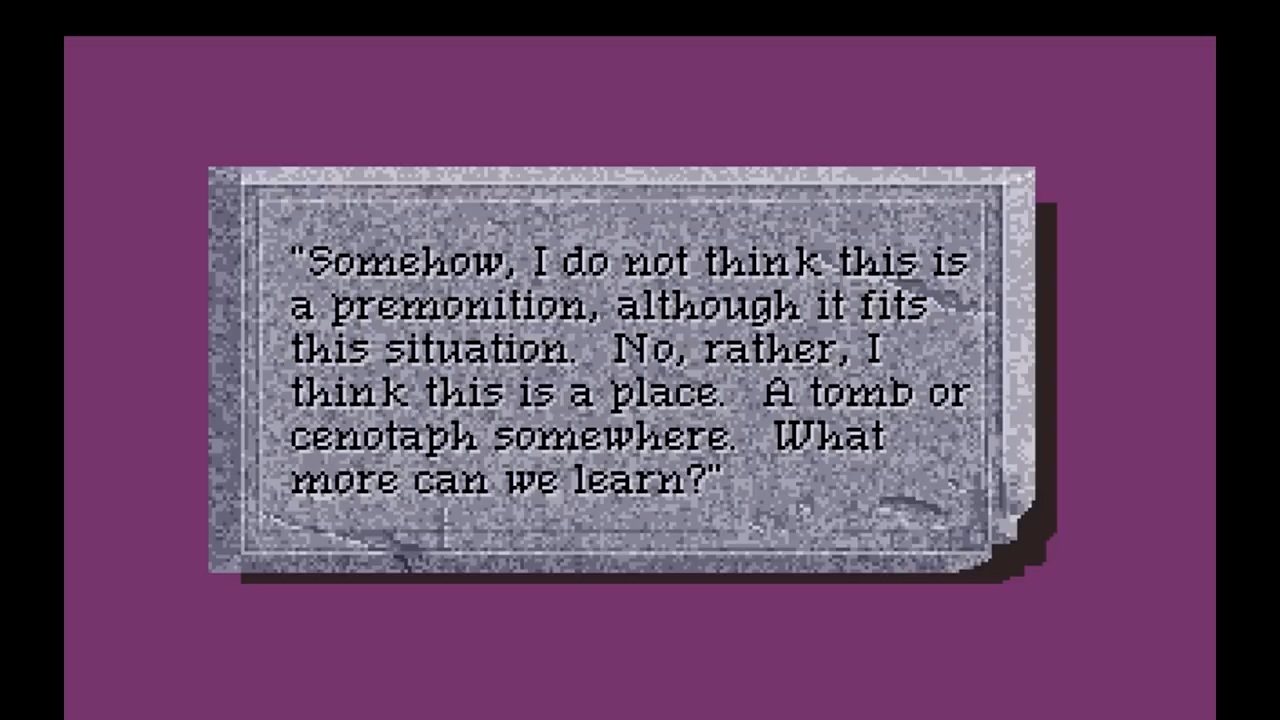 "Somehow, I do not think this is
a premonition, although it fits
this situation.  No, rather, I
think this is a place.  A tomb or
cenotaph somewhere.  What
more can we learn?"